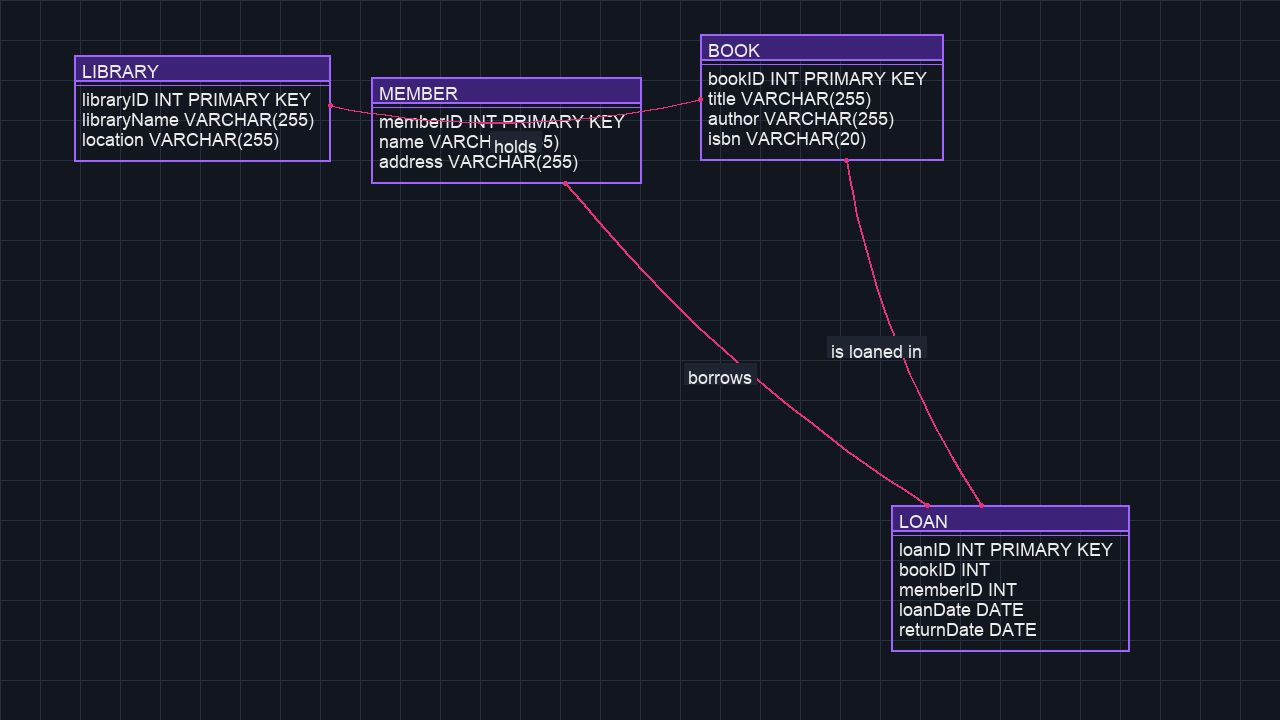 LIBRARY
libraryID INT PRIMARY KEY
libraryName VARCHAR(255)
location VARCHAR(255)
MEMBER
memberID INT PRIMARY KEY
name VARCH 5)
address VARCHAR(255)
holds
BOOK
bookID INT PRIMARY KEY
title VARCHAR(255)
author VARCHAR(255)
isbn VARCHAR(20)
is loaned in
borrows
LOAN
loanID INT PRIMARY KEY
bookID INT
memberID INT
loanDate DATE
returnDate DATE